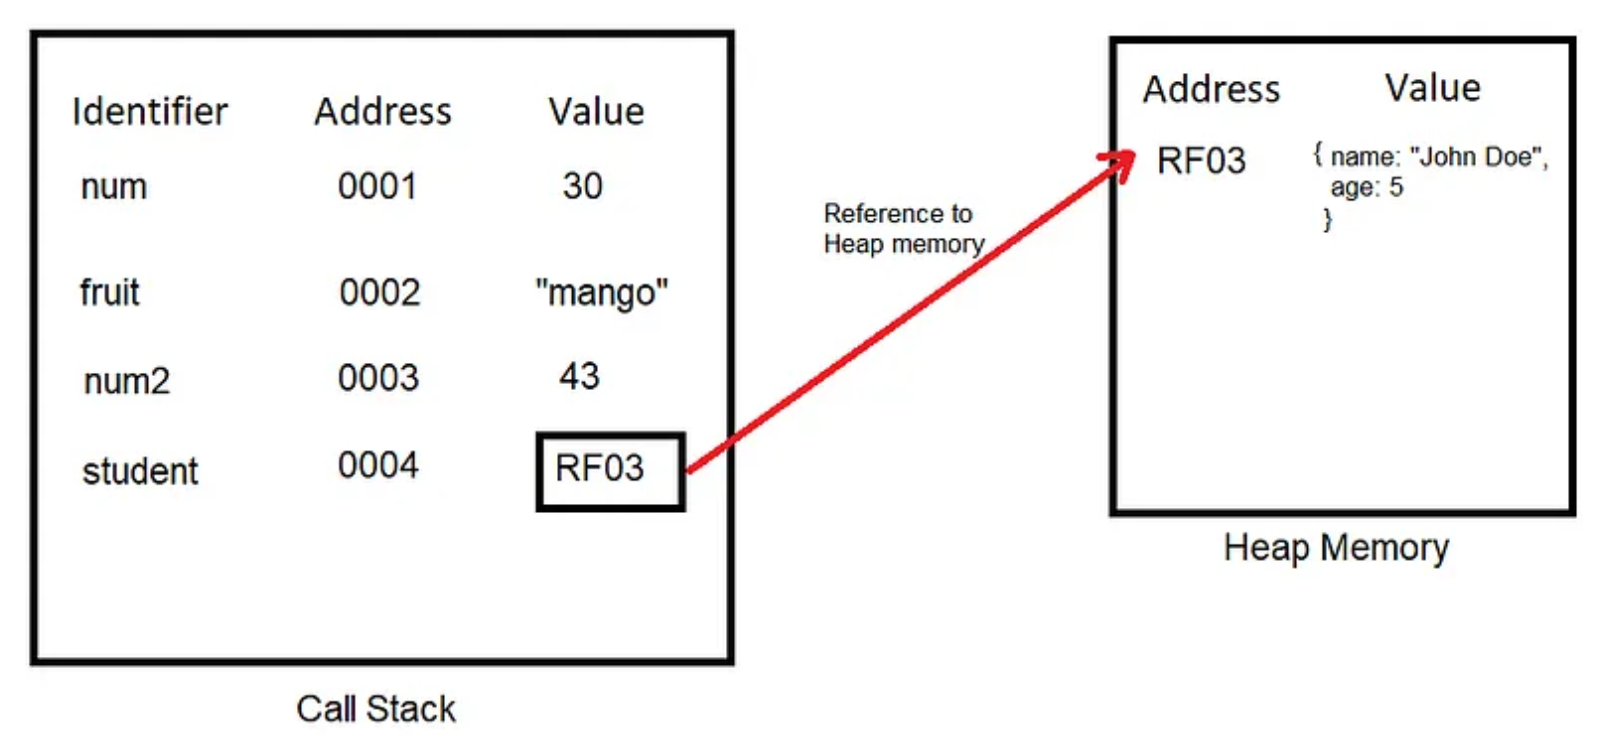 Identifier Address Value
num 0001 30
fruit 0002 "mango"
num2 0003 43
student 0004 RF03
Call Stack
Reference to
Heap memory
Address Value
RF03 { name: "John Doe",
age: 5
}
Heap Memory